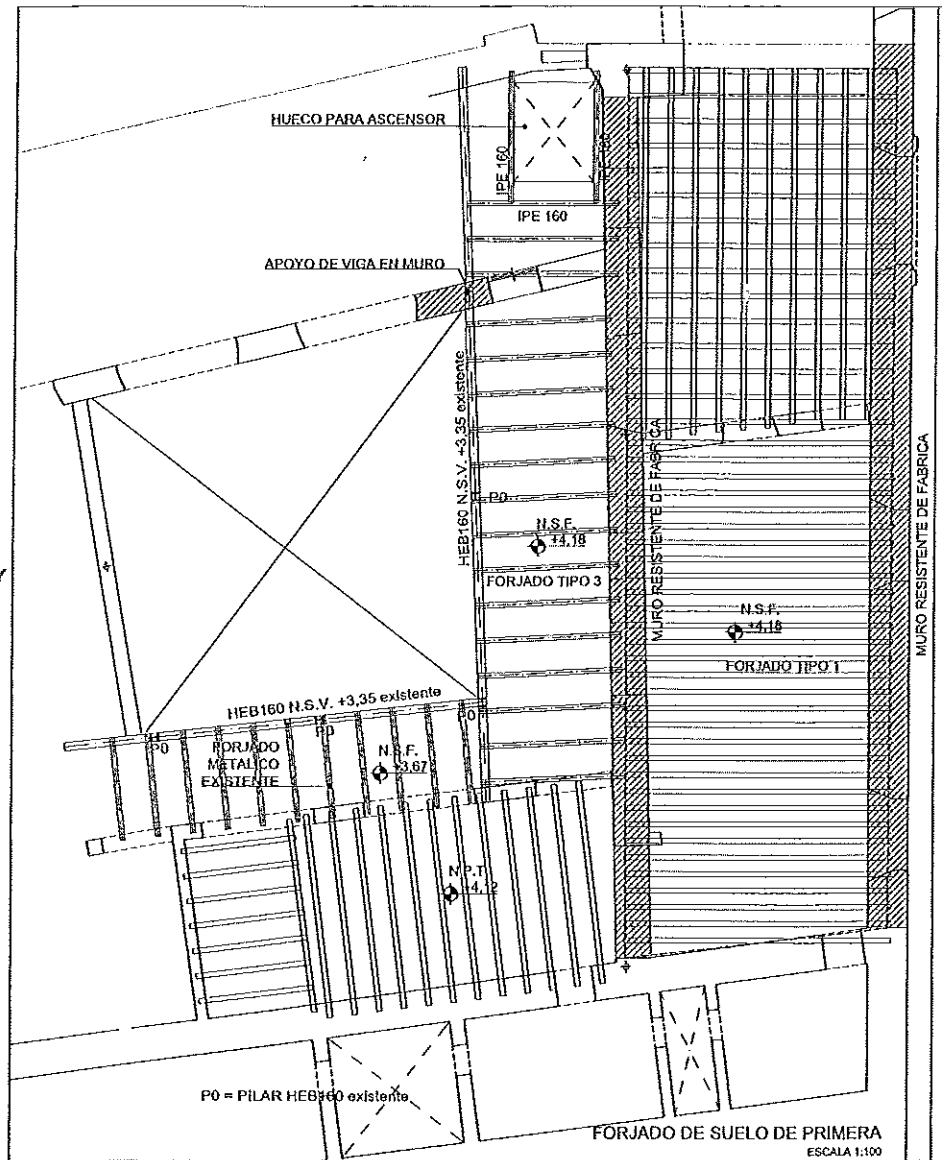 HUECO PARA ASCENSOR
IPE 160
IPE 160
APOYO DE VIGA EN MURO
HEB160 N.S.V. +3,35 existente
P0
N.S.F.
+4,18
FORJADO TIPO 3
MURO RESISTENTE DE FABRICA
N.S.F.
+4,18
FORJADO TIPO 1
MURO RESISTENTE DE FABRICA
HEB160 N.S.V. +3,35 existente
P0
P0
P0
FORJADO
METALICO
EXISTENTE
N.S.F.
+3,67
N.P.T.
+4,12
P0 = PILAR HEB160 existente
FORJADO DE SUELO DE PRIMERA
ESCALA 1:100